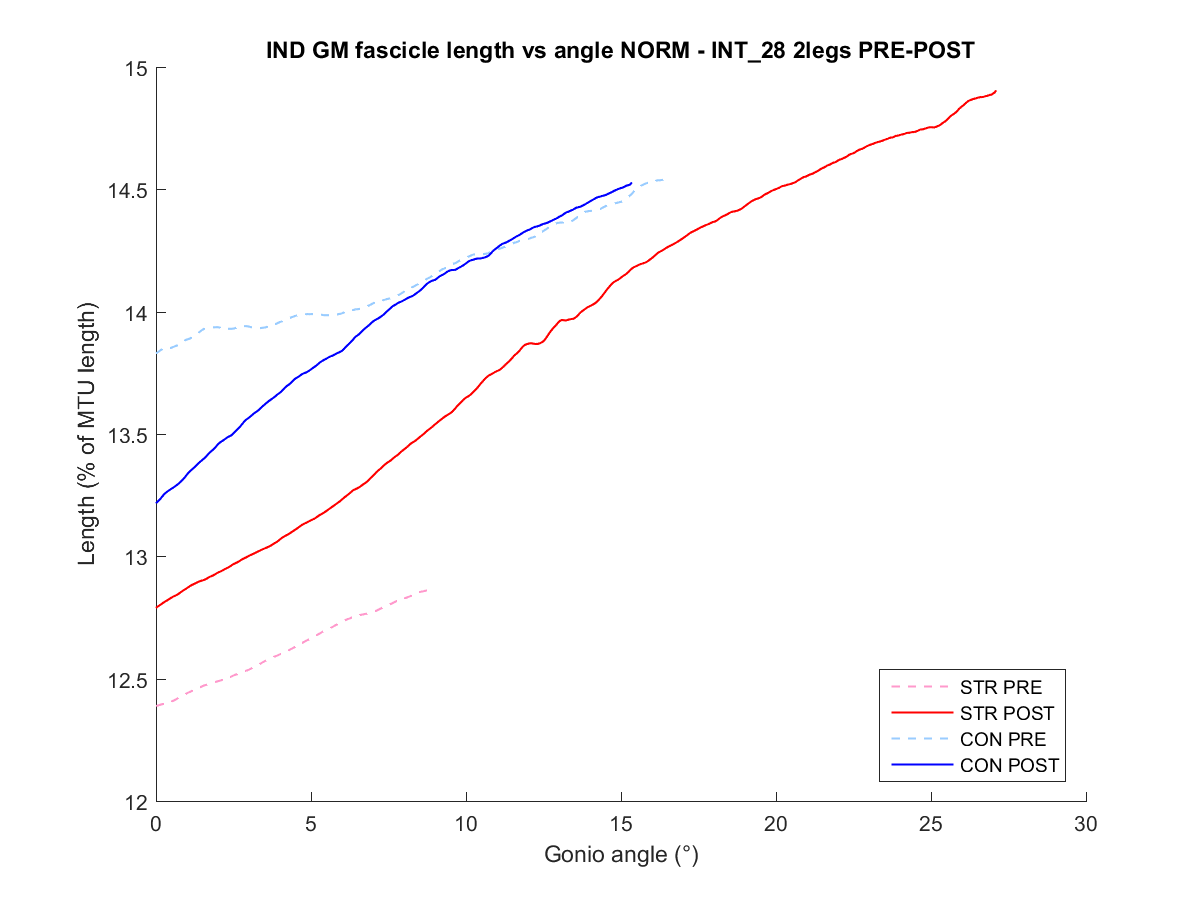 IND GM fascicle length vs angle NORM - INT_28 2legs PRE-POST
15
14.5
14
13.5
13
12.5
12
Length (% of MTU length)
0 5 10 15 20 25 30
Gonio angle (°)
STR PRE
STR POST
CON PRE
CON POST